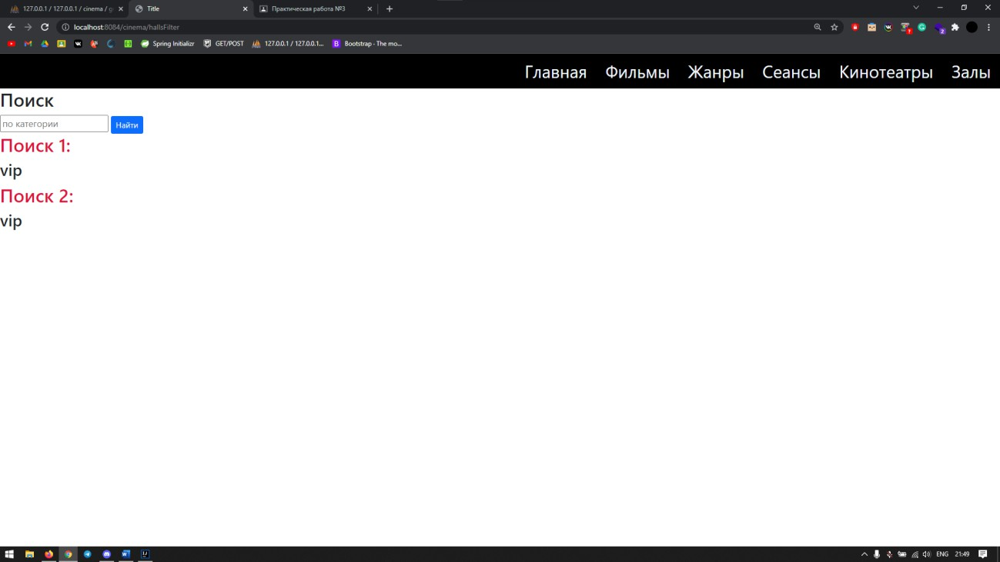 127.0.0.1 / 127.0.0.1 / cinema / g
Title
Практическая работа №3
localhost:8084/cinema/hallsFilter
Spring Initializr
GET/POST
127.0.0.1 / 127.0.0.1...
Bootstrap - The mo...
Главная Фильмы Жанры Сеансы Кинотеатры Залы
Поиск
по категории Найти
Поиск 1:
vip
Поиск 2:
vip
ENG 21:49